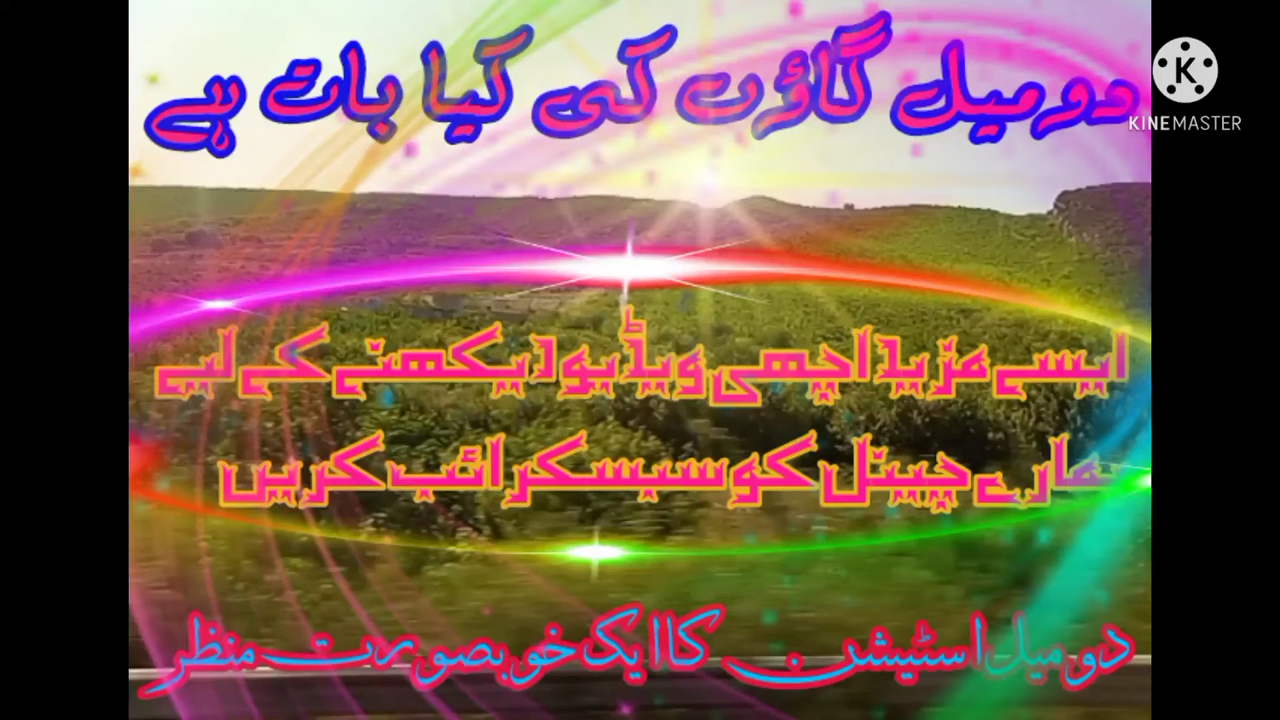 دومیل گاؤں کی کیا بات ہے
KINEMASTER
ایسے مزید اچھی ویڈیو دیکھنے کے لیے
ہمارے چینل کو سبسکرائب کریں
دومیل اسٹیشن کا ایک خوبصورت منظر